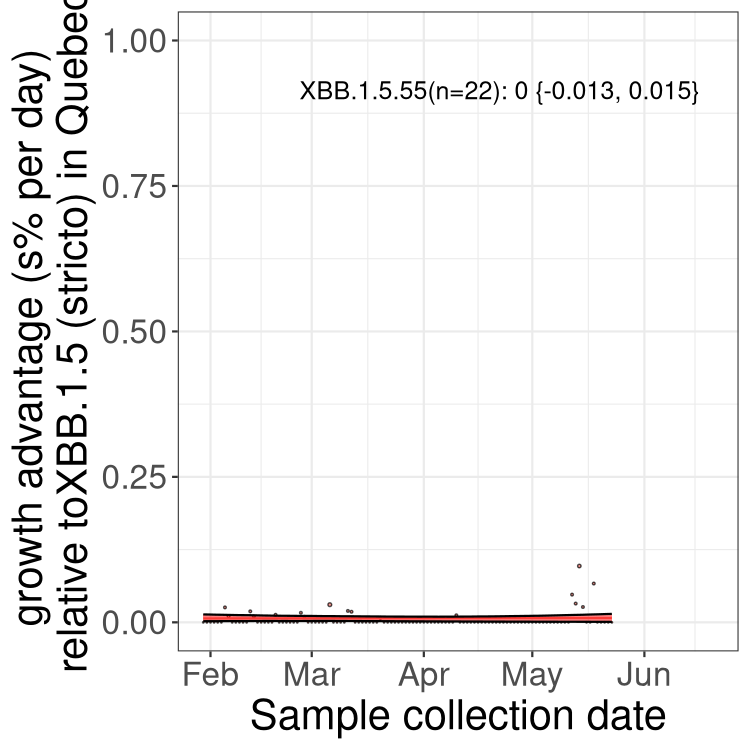 growth advantage (s% per day)
relative toXBB.1.5 (stricto) in Quebec
1.00
0.75
0.50
0.25
0.00
XBB.1.5.55(n=22): 0 {-0.013, 0.015}
Feb Mar Apr May Jun
Sample collection date